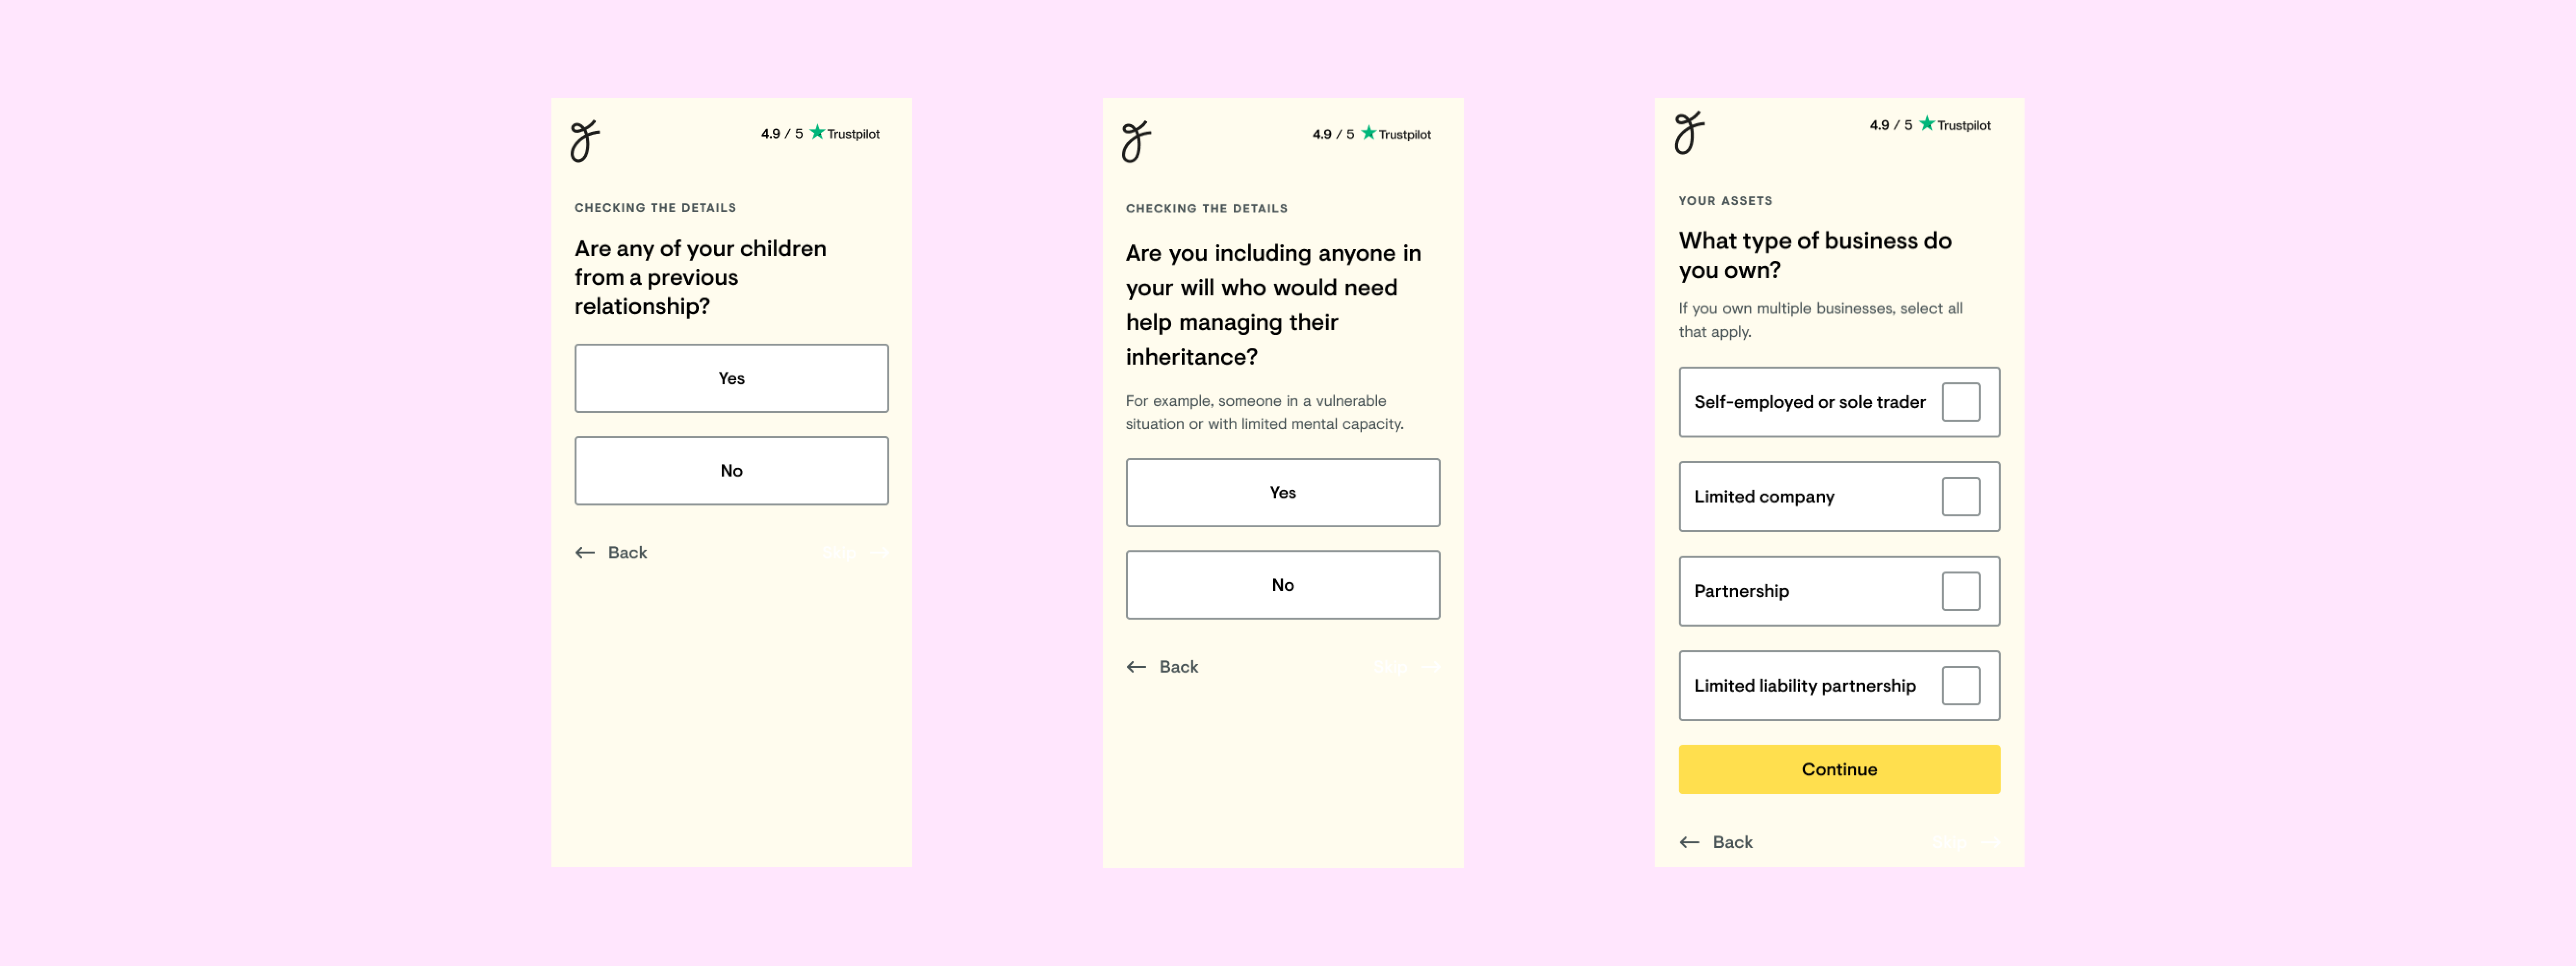 4.9 / 5 Trustpilot
CHECKING THE DETAILS
Are any of your children
from a previous
relationship?
Yes
No
Back
Skip
4.9 / 5 Trustpilot
CHECKING THE DETAILS
Are you including anyone in
your will who would need
help managing their
inheritance?
For example, someone in a vulnerable
situation or with limited mental capacity.
Yes
No
Back
Skip
4.9 / 5 Trustpilot
YOUR ASSETS
What type of business do
you own?
If you own multiple businesses, select all
that apply.
Self-employed or sole trader
Limited company
Partnership
Limited liability partnership
Continue
Back
Skip